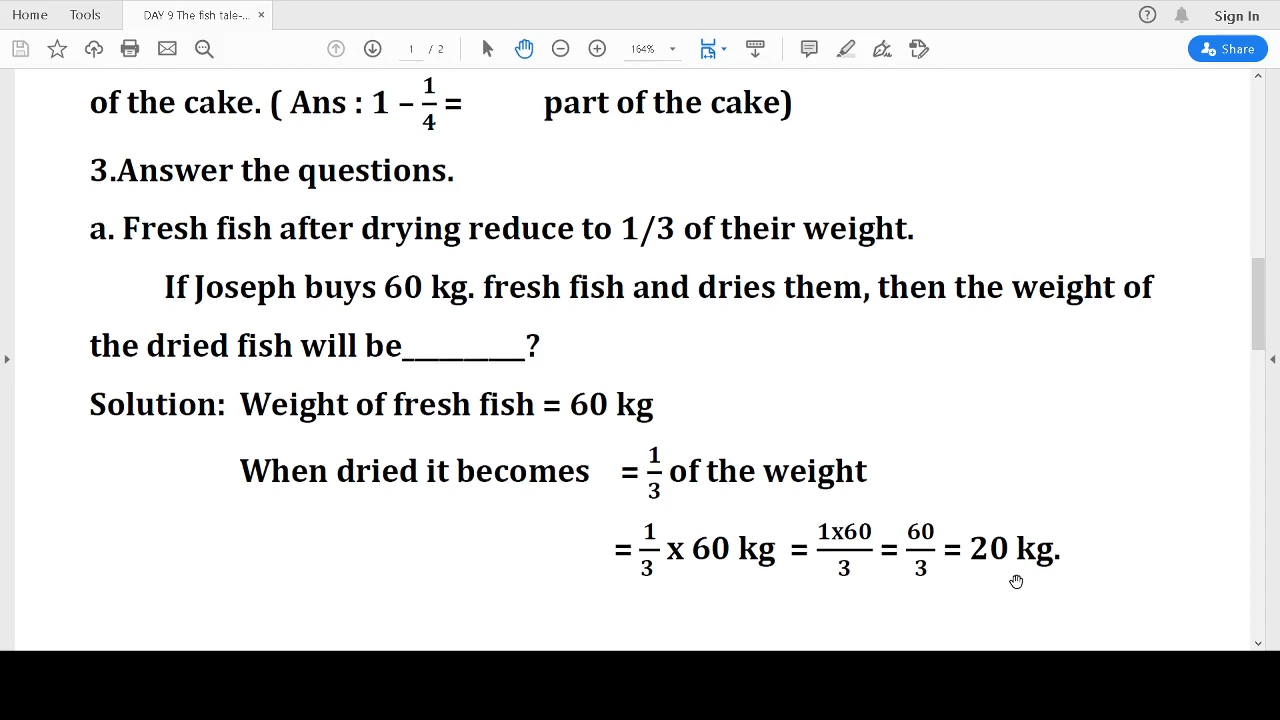 Home Tools DAY 9 The fish tale-... × Sign In
1 / 2 164% Share
of the cake. ( Ans : 1 – 1/4 = part of the cake)
3.Answer the questions.
a. Fresh fish after drying reduce to 1/3 of their weight.
If Joseph buys 60 kg. fresh fish and dries them, then the weight of
the dried fish will be__________?
Solution: Weight of fresh fish = 60 kg
When dried it becomes = 1/3 of the weight
= 1/3 x 60 kg = 1x60/3 = 60/3 = 20 kg.